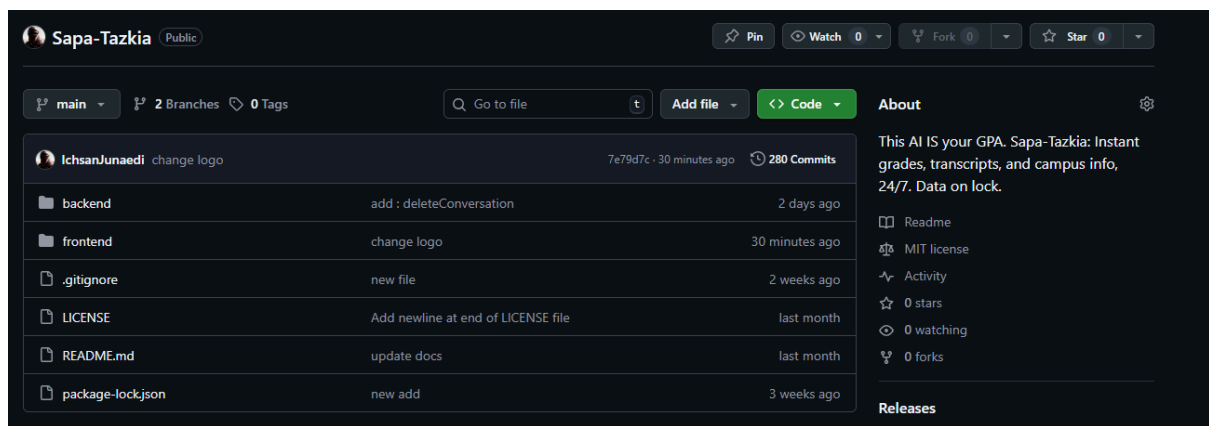 Sapa-Tazkia Public
Pin
Watch 0
Fork 0
Star 0
main
2 Branches
0 Tags
Go to file
t
Add file
<> Code
IchsanJunaedi change logo
7e79d7c · 30 minutes ago
280 Commits
backend add : deleteConversation 2 days ago
frontend change logo 30 minutes ago
.gitignore new file 2 weeks ago
LICENSE Add newline at end of LICENSE file last month
README.md update docs last month
package-lock.json new add 3 weeks ago
About
This AI IS your GPA. Sapa-Tazkia: Instant
grades, transcripts, and campus info,
24/7. Data on lock.
Readme
MIT license
Activity
0 stars
0 watching
0 forks
Releases